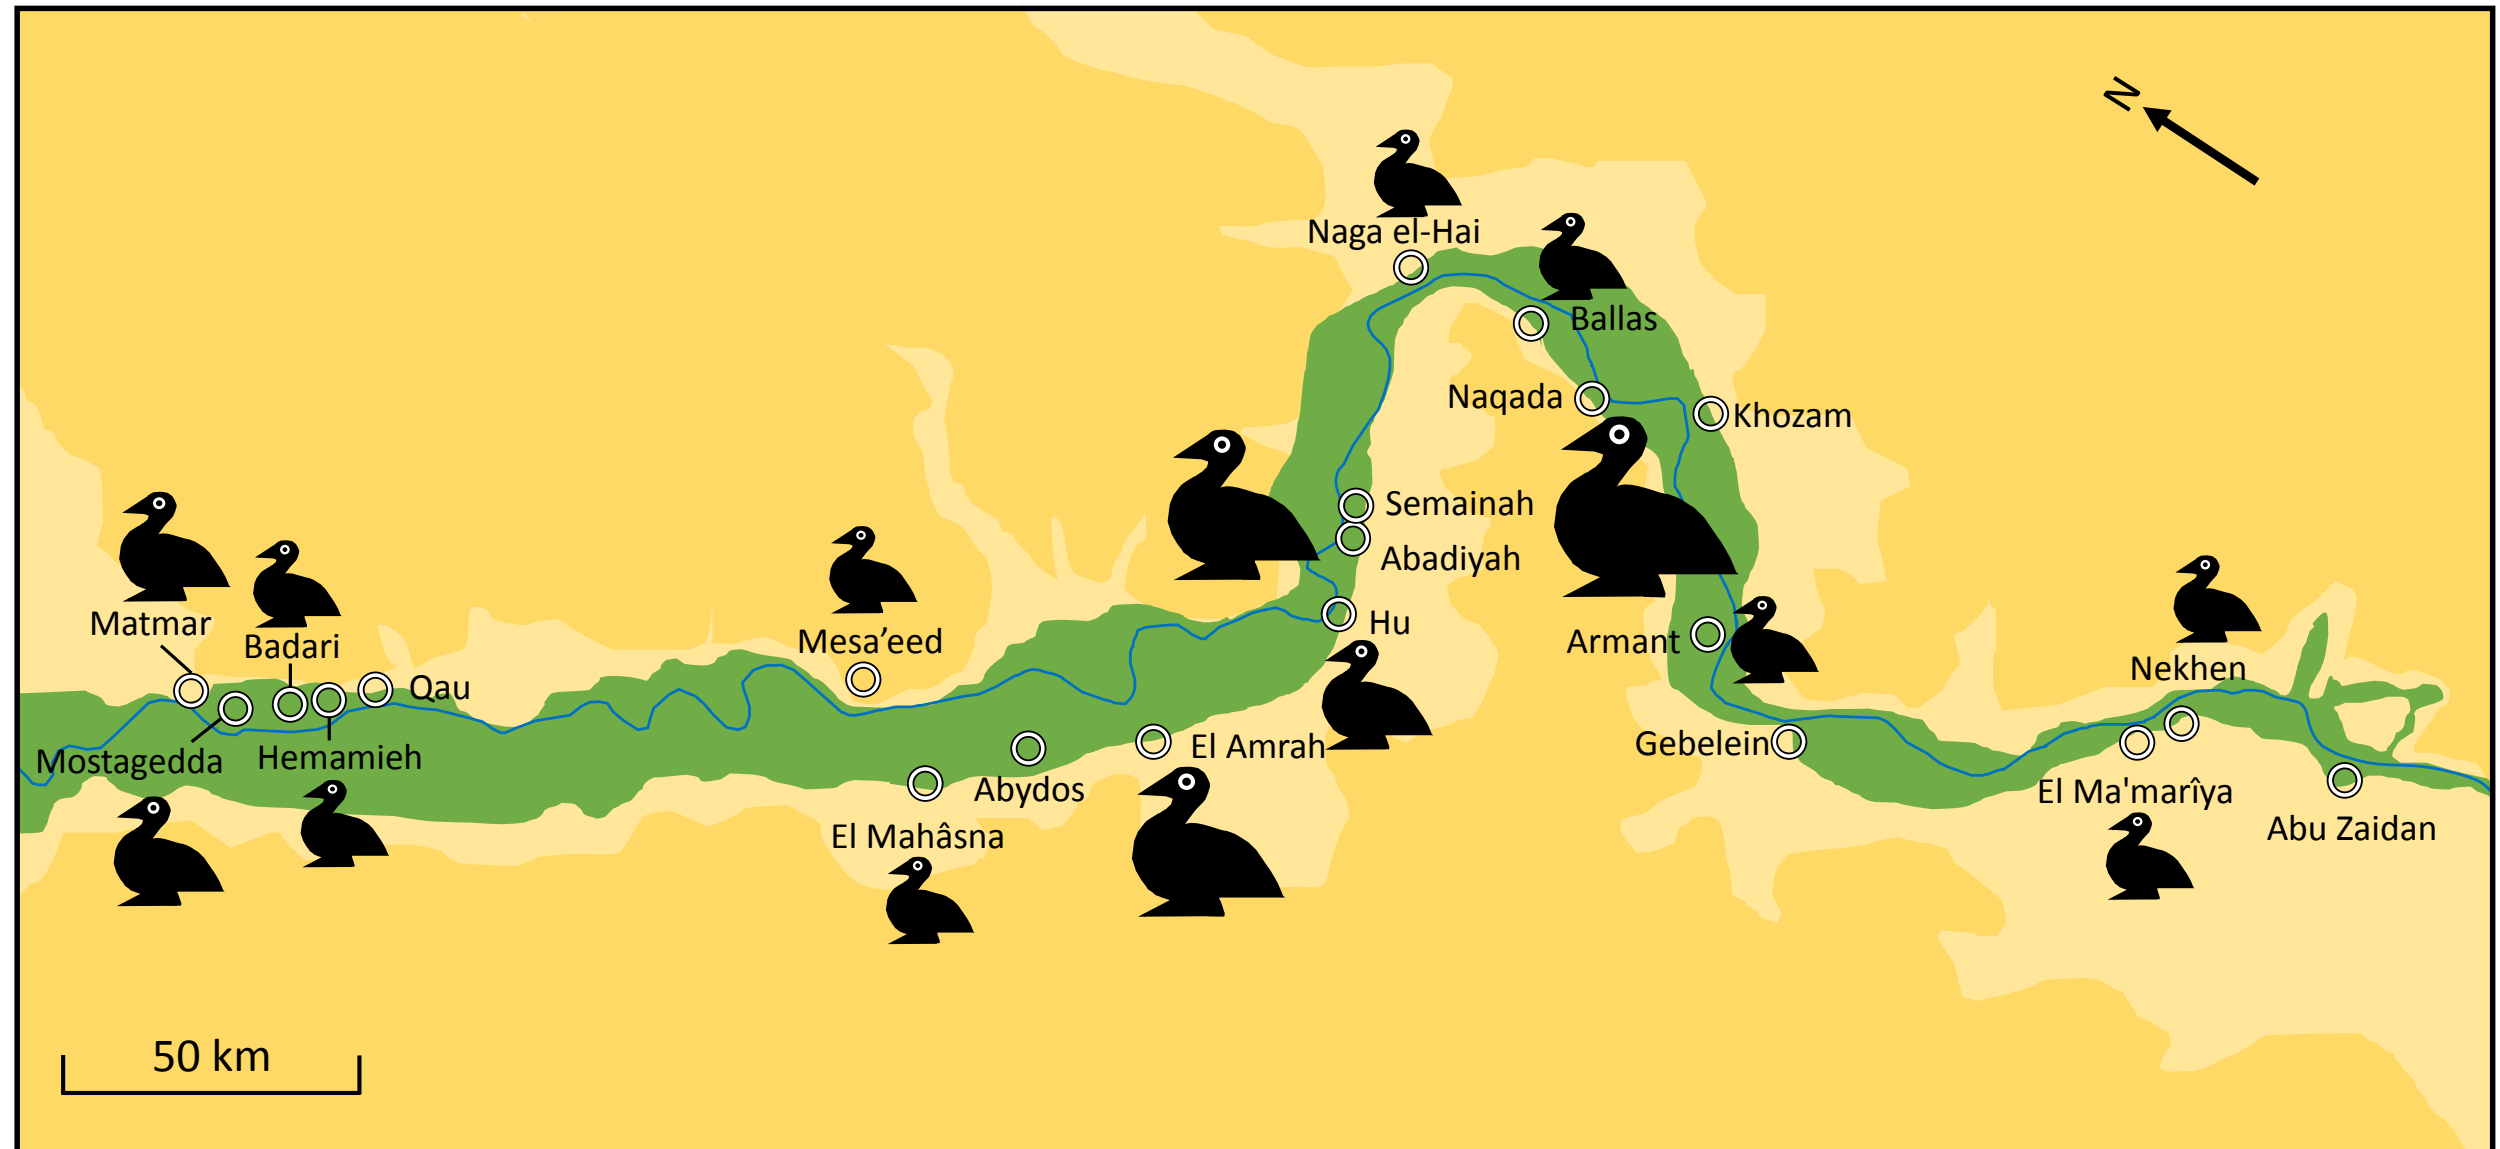 N
Naga el-Hai
Ballas
Naqada
Khozam
Semainah
Abadiyah
Matmar
Badari
Mesa’eed
Hu
Armant
Nekhen
Qau
Mostagedda
Hemamieh
El Amrah
Gebelein
Abydos
El Ma'marîya
El Mahâsna
Abu Zaidan
50 km